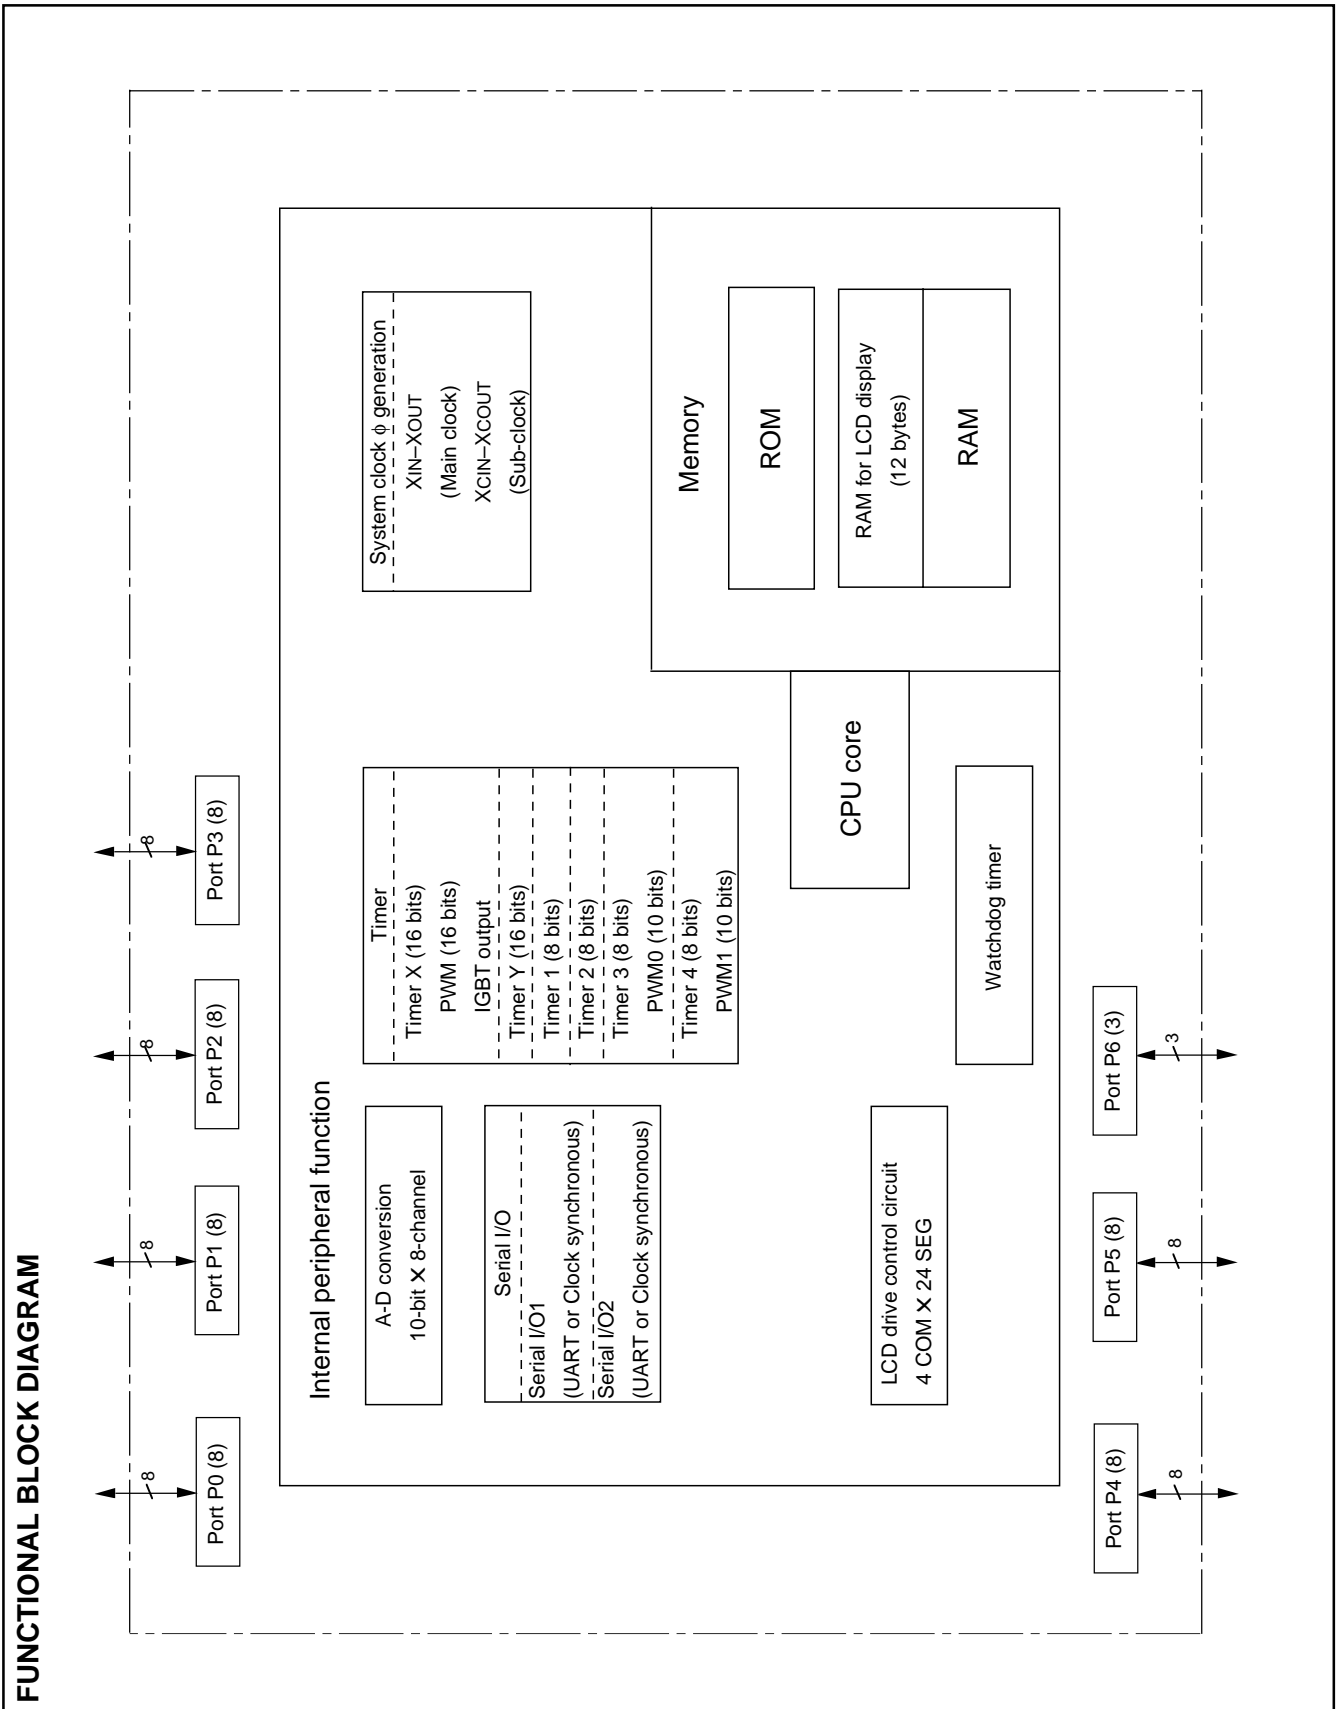 FUNCTIONAL BLOCK DIAGRAM
8
8
8
8
Port P0 (8)
Port P1 (8)
Port P2 (8)
Port P3 (8)
Internal peripheral function
A-D conversion
10-bit X 8-channel
Serial I/O
Serial I/O1
(UART or Clock synchronous)
Serial I/O2
(UART or Clock synchronous)
Timer
Timer X (16 bits)
PWM (16 bits)
IGBT output
Timer Y (16 bits)
Timer 1 (8 bits)
Timer 2 (8 bits)
Timer 3 (8 bits)
PWM0 (10 bits)
Timer 4 (8 bits)
PWM1 (10 bits)
System clock ϕ generation
XIN–XOUT
(Main clock)
XCIN–XCOUT
(Sub-clock)
LCD drive control circuit
4 COM X 24 SEG
Watchdog timer
CPU core
Memory
ROM
RAM for LCD display
(12 bytes)
RAM
Port P4 (8)
Port P5 (8)
Port P6 (3)
8
8
3